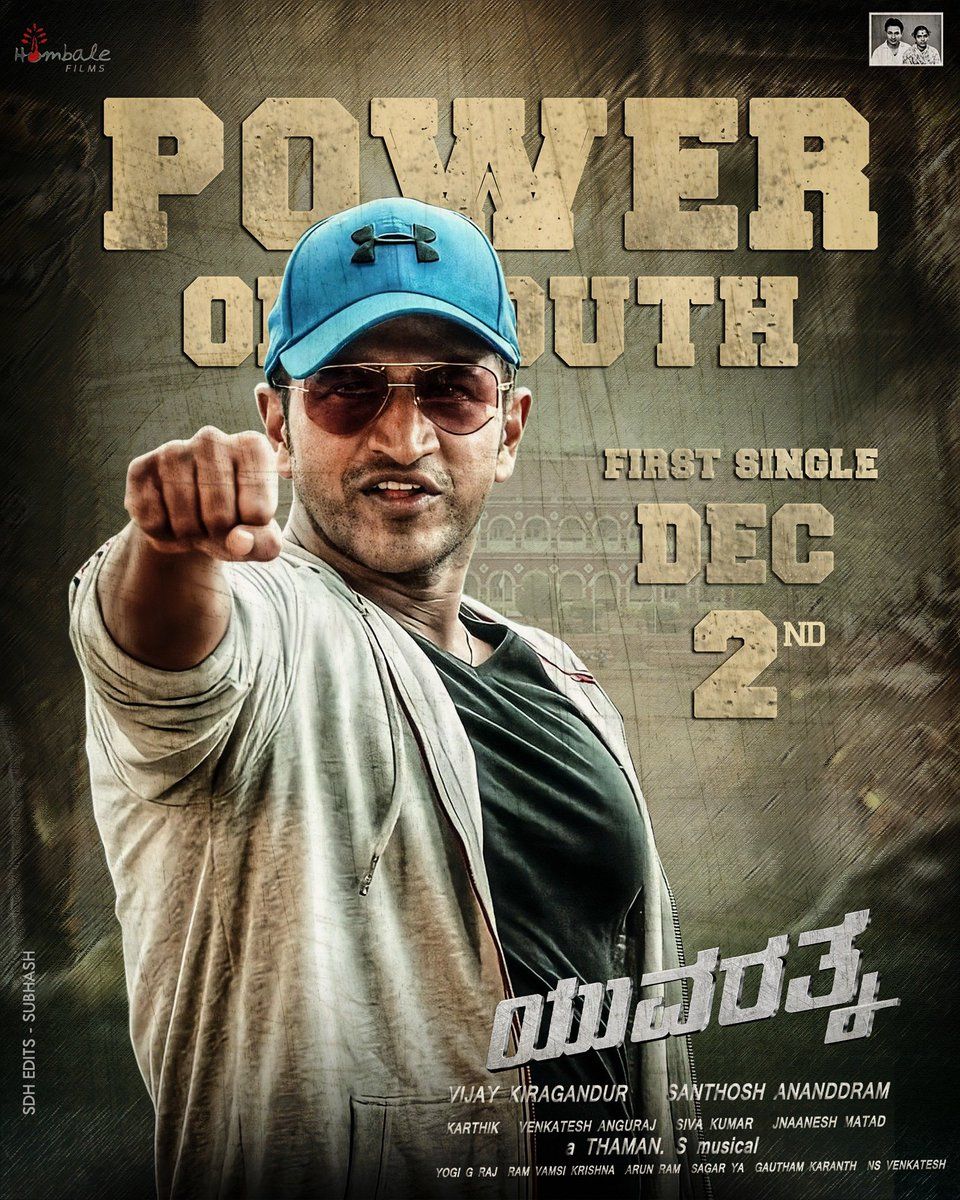 Hombale
FILMS
POWER
OF YOUTH
FIRST SINGLE
DEC
2ND
ಯುವರತ್ನ
VIJAY KIRAGANDUR SANTHOSH ANANDDRAM
KARTHIK VENKATESH ANGURAJ SIVA KUMAR JNAANESH MATAD
a THAMAN. S musical
YOGI G RAJ RAM VAMSI KRISHNA ARUN RAM SAGAR YA GAUTHAM KARANTH NS VENKATESH
SDH EDITS - SUBHASH